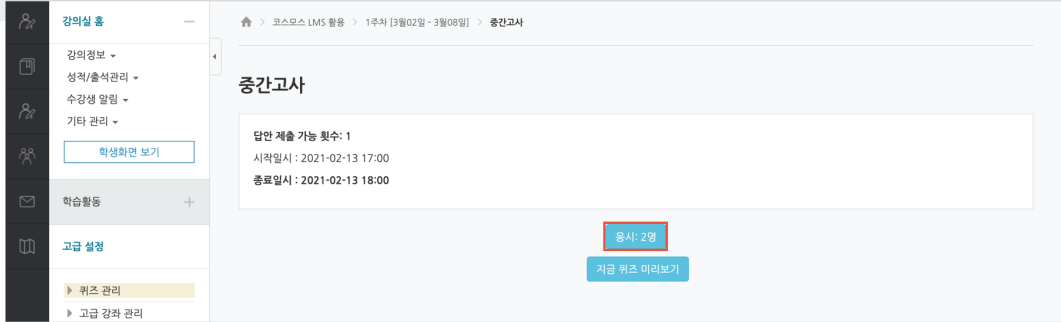 강의실 홈
강의정보
성적/출석관리
수강생 알림
기타 관리
학생화면 보기
학습활동
고급 설정
퀴즈 관리
고급 강좌 관리
코스모스 LMS 활용 > 1주차 [3월02일 - 3월08일] > 중간고사
중간고사
답안 제출 가능 횟수: 1
시작일시 : 2021-02-13 17:00
종료일시 : 2021-02-13 18:00
응시: 2명
지금 퀴즈 미리보기